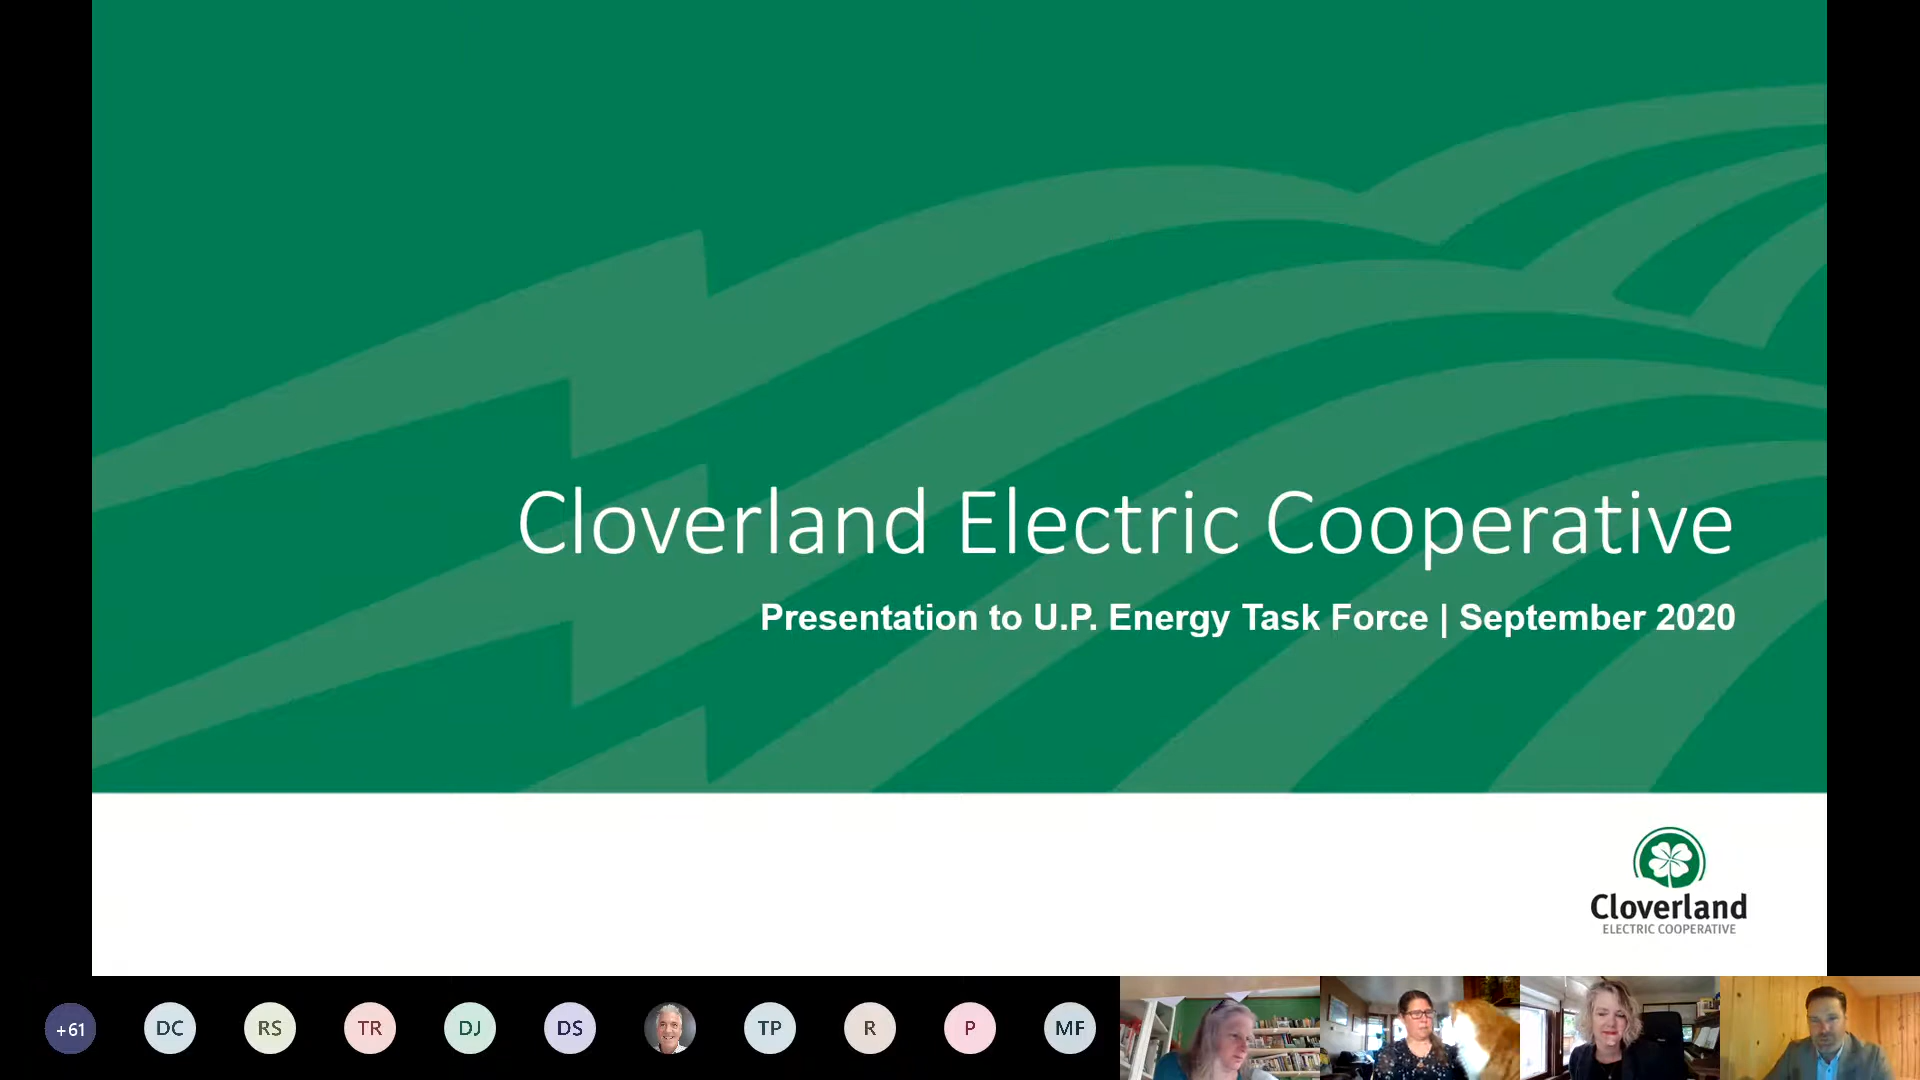 Cloverland Electric Cooperative
Presentation to U.P. Energy Task Force | September 2020
Cloverland
ELECTRIC COOPERATIVE
+61
DC
RS
TR
DJ
DS
TP
R
P
MF